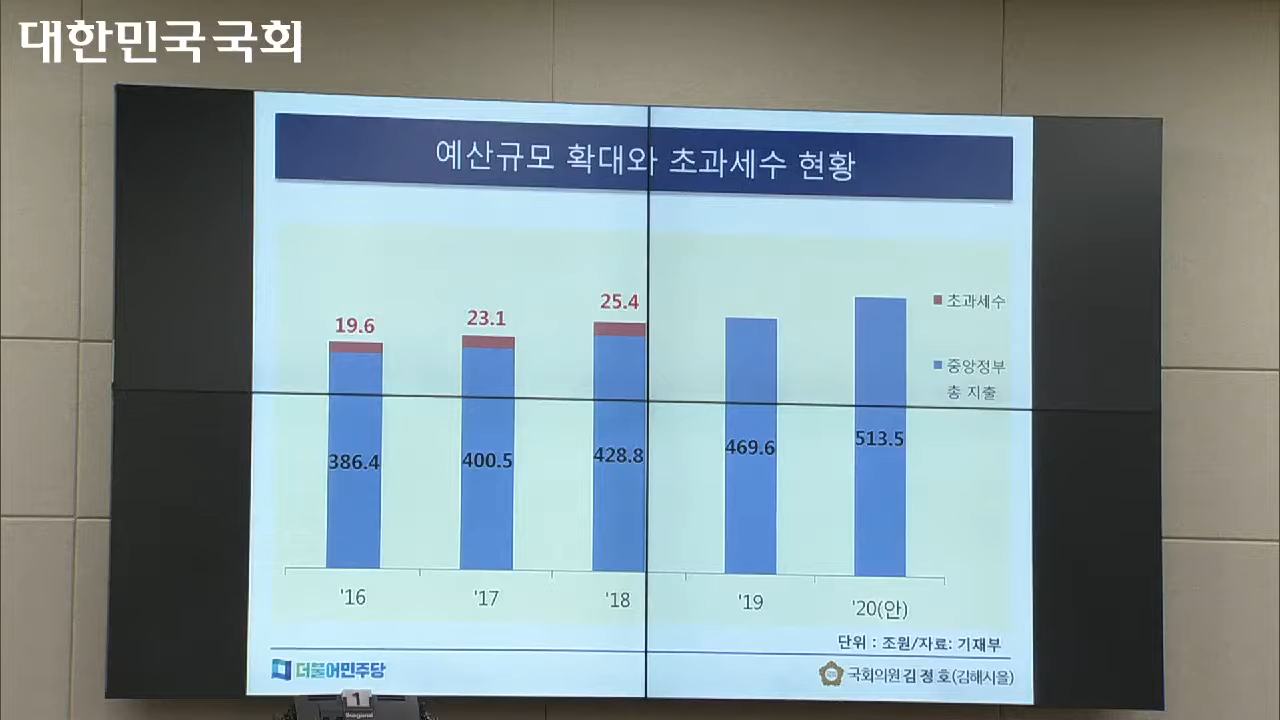 대한민국국회
예산규모 확대와 초과세수 현황
19.6
23.1
25.4
초과세수
중앙정부
총 지출
386.4
400.5
428.8
469.6
513.5
'16
'17
'18
'19
'20(안)
단위 : 조원/자료: 기재부
더불어민주당
국회의원 김정호(김해시을)
1
Ikegami